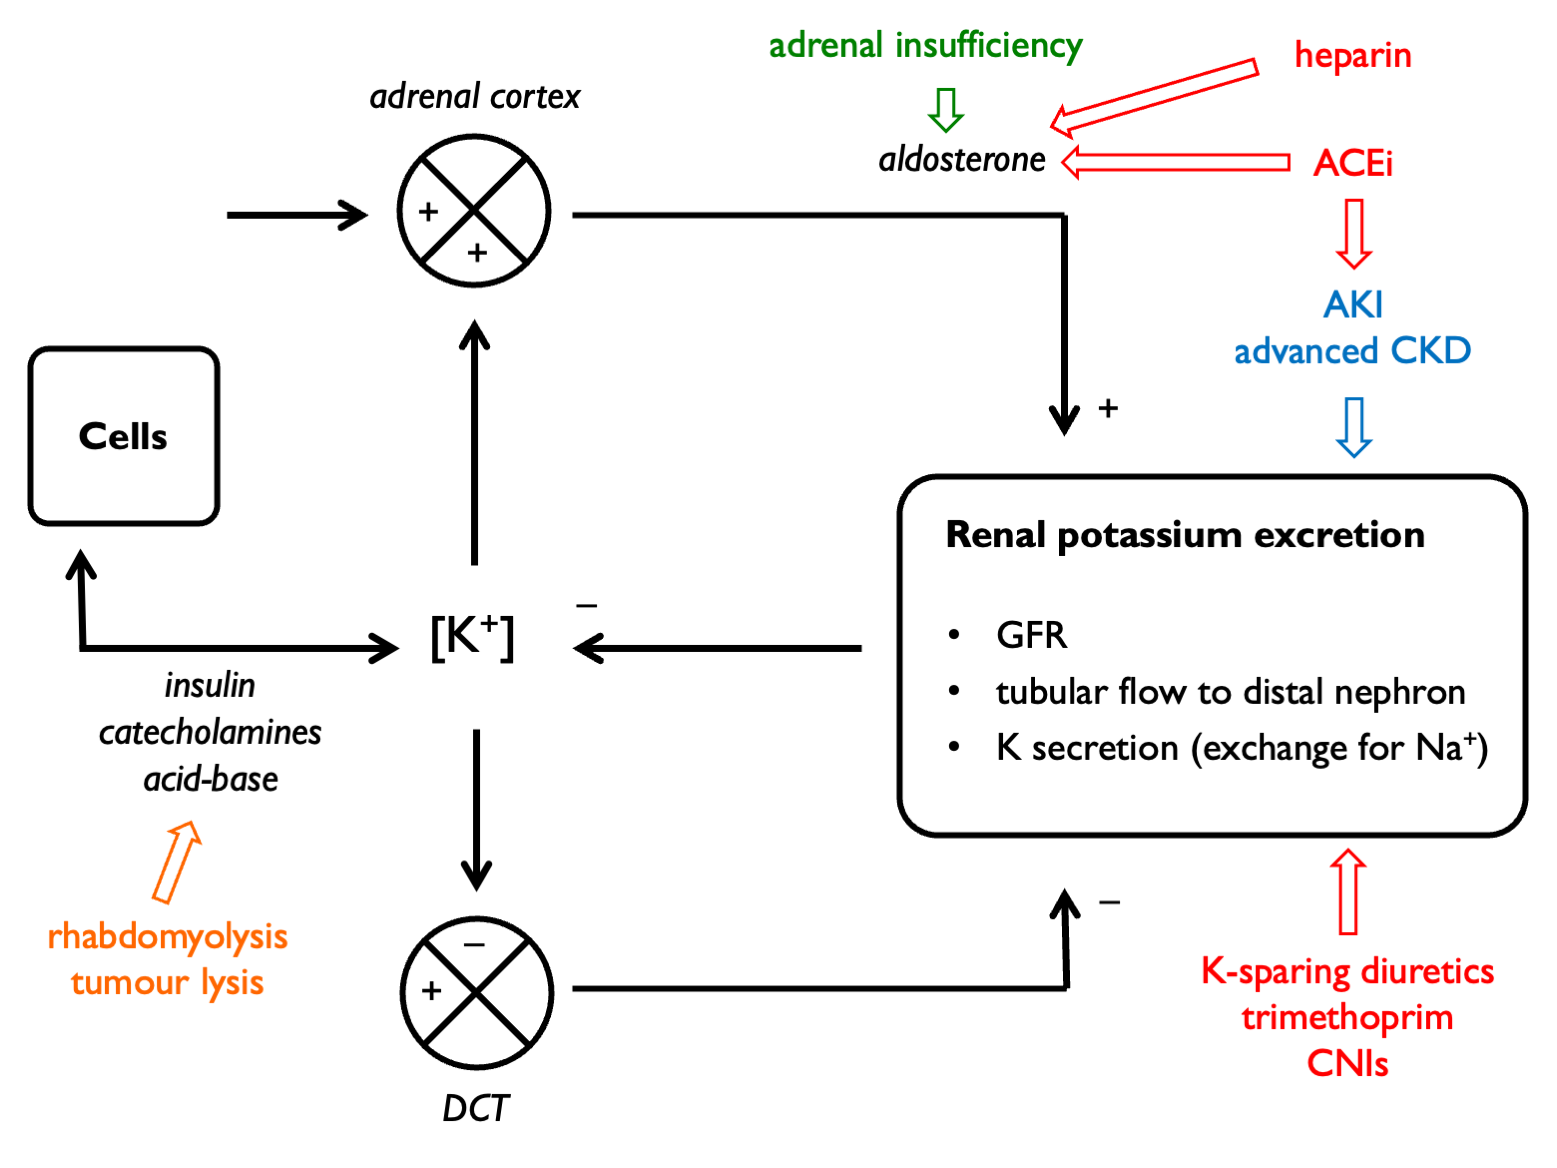 adrenal insufficiency
heparin
adrenal cortex
aldosterone
ACEi
+
+
AKI
advanced CKD
+
Cells
Renal potassium excretion
• GFR
• tubular flow to distal nephron
• K secretion (exchange for Na⁺)
[K⁺]
–
insulin
catecholamines
acid-base
rhabdomyolysis
tumour lysis
–
+
DCT
–
K-sparing diuretics
trimethoprim
CNIs